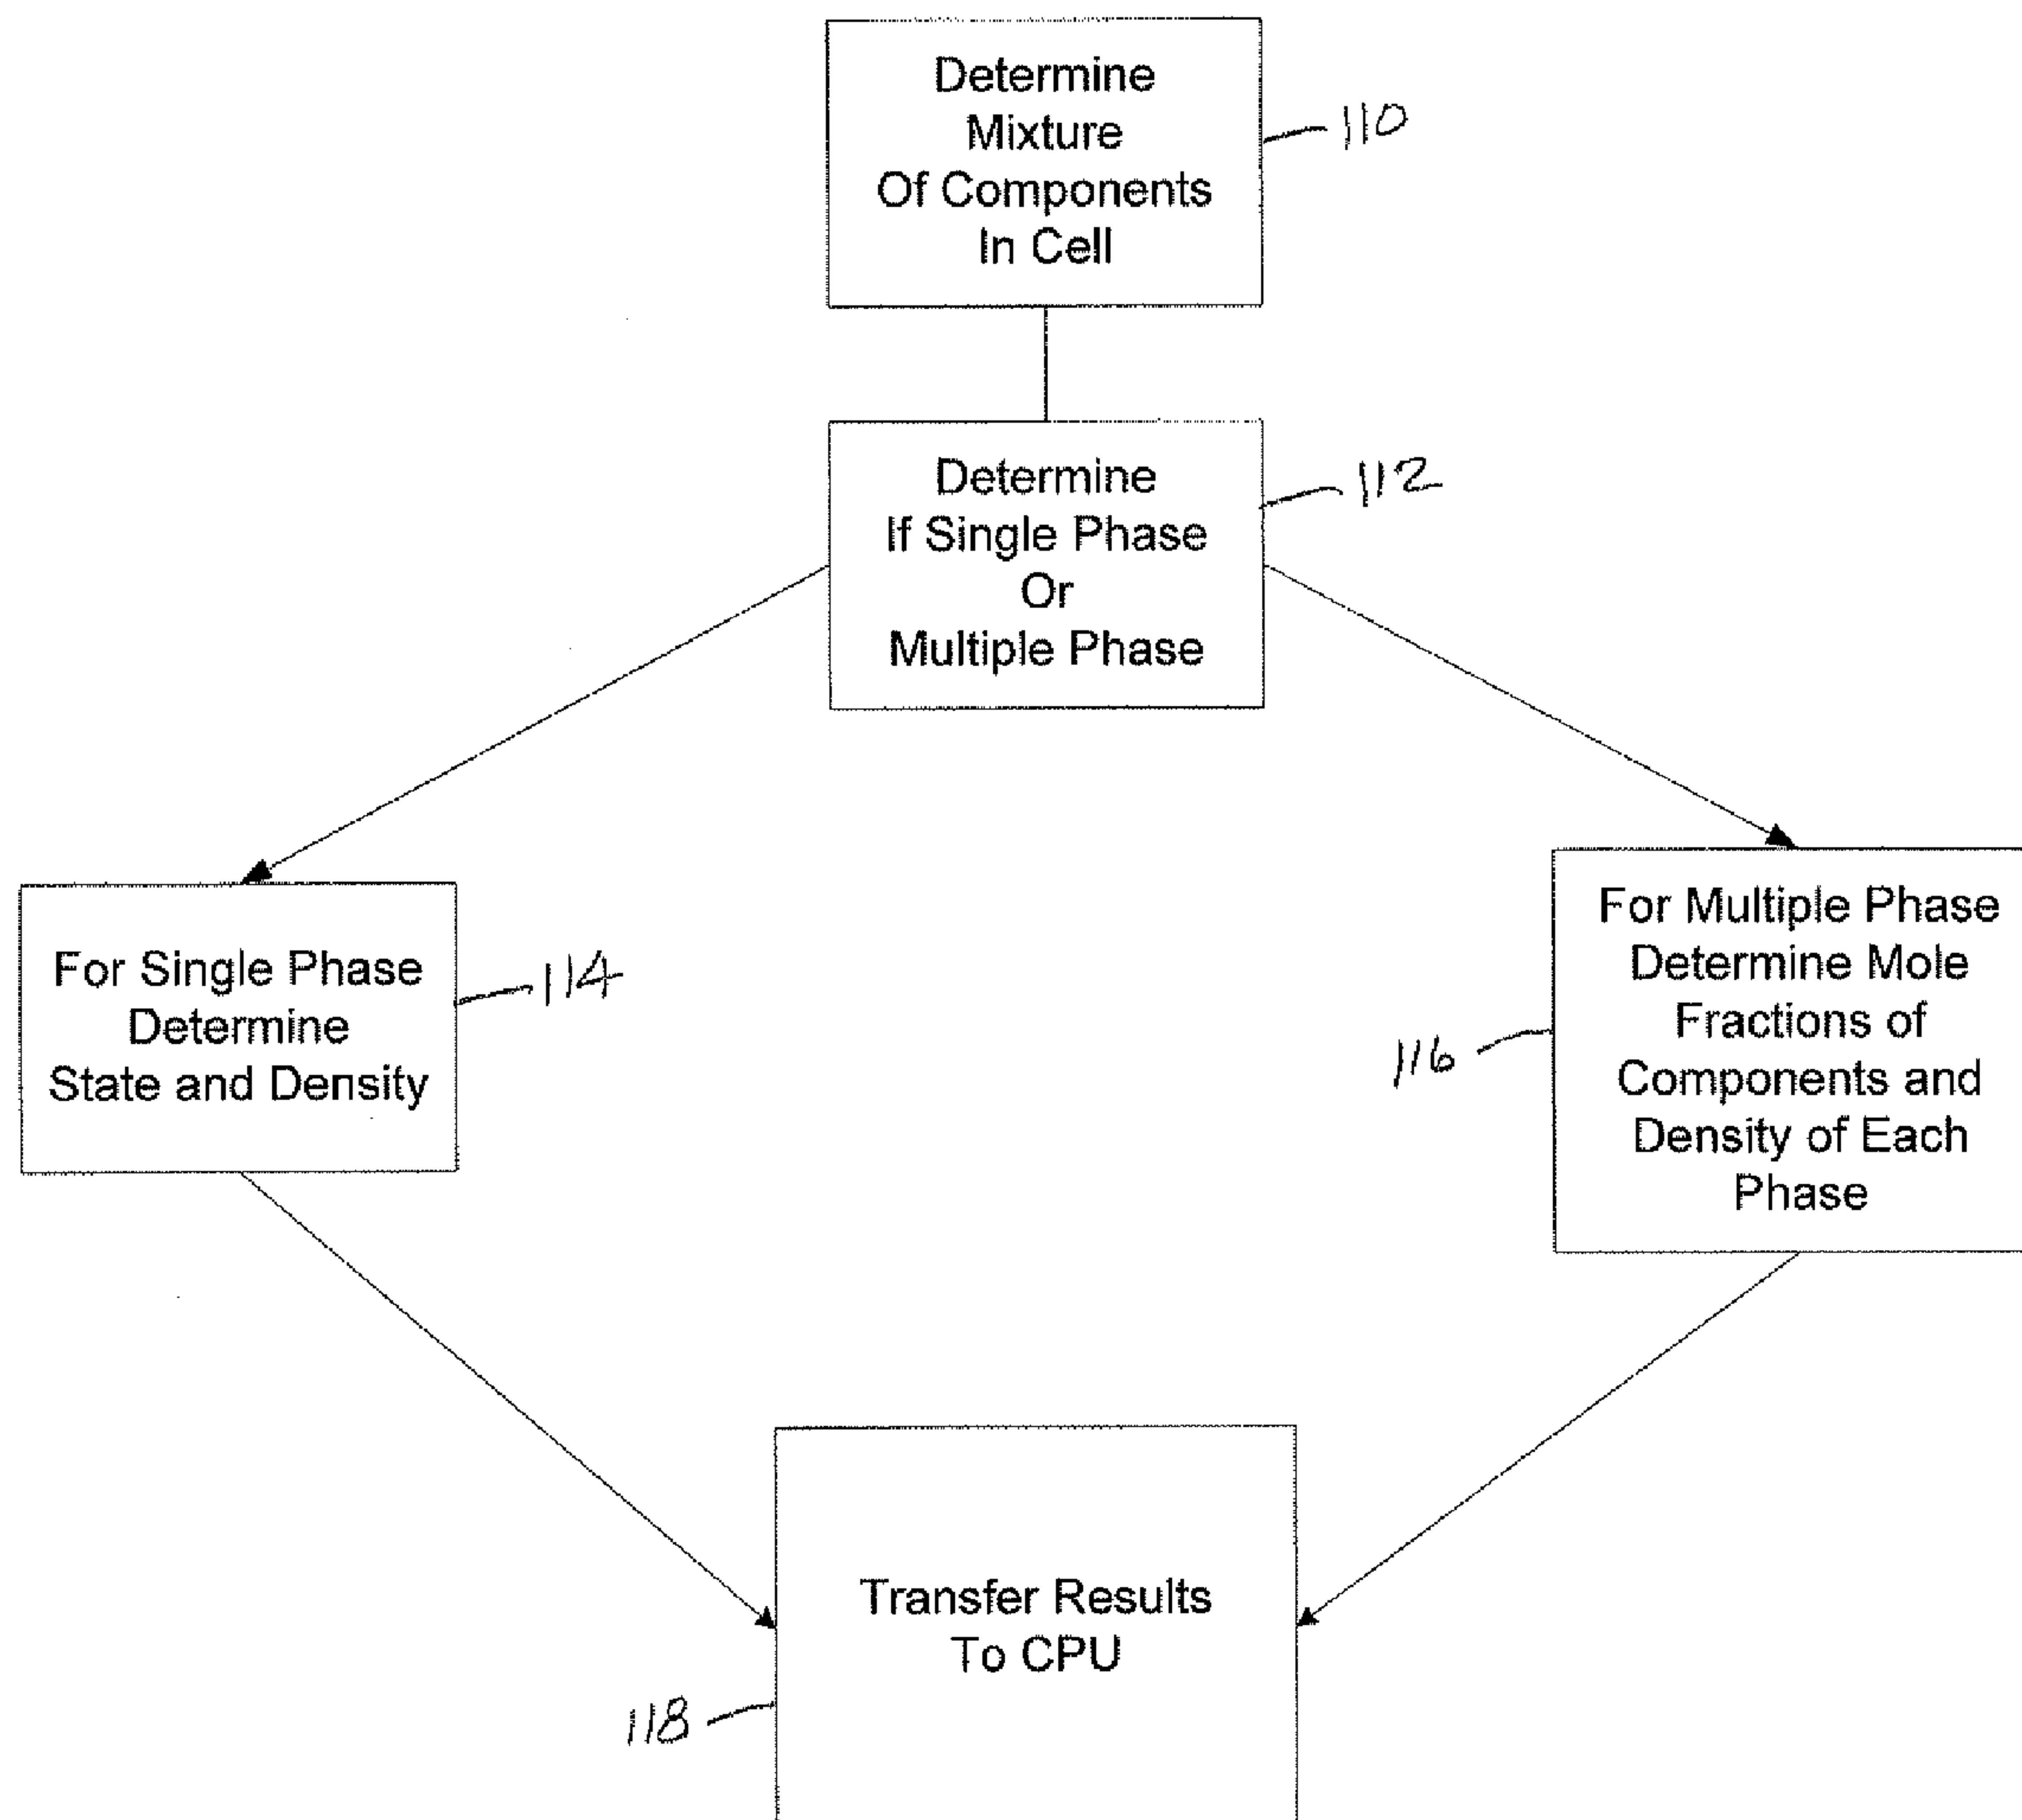 Determine
Mixture
Of Components
In Cell
110
Determine
If Single Phase
Or
Multiple Phase
112
For Single Phase
Determine
State and Density
114
For Multiple Phase
Determine Mole
Fractions of
Components and
Density of Each
Phase
116
Transfer Results
To CPU
118